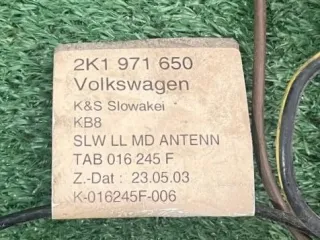 2K1 971 650
Volkswagen
K&S Slowakei
KB8
SLW LL MD ANTENN
TAB 016 245 F
Z.-Dat : 23.05.03
K-016245F-006